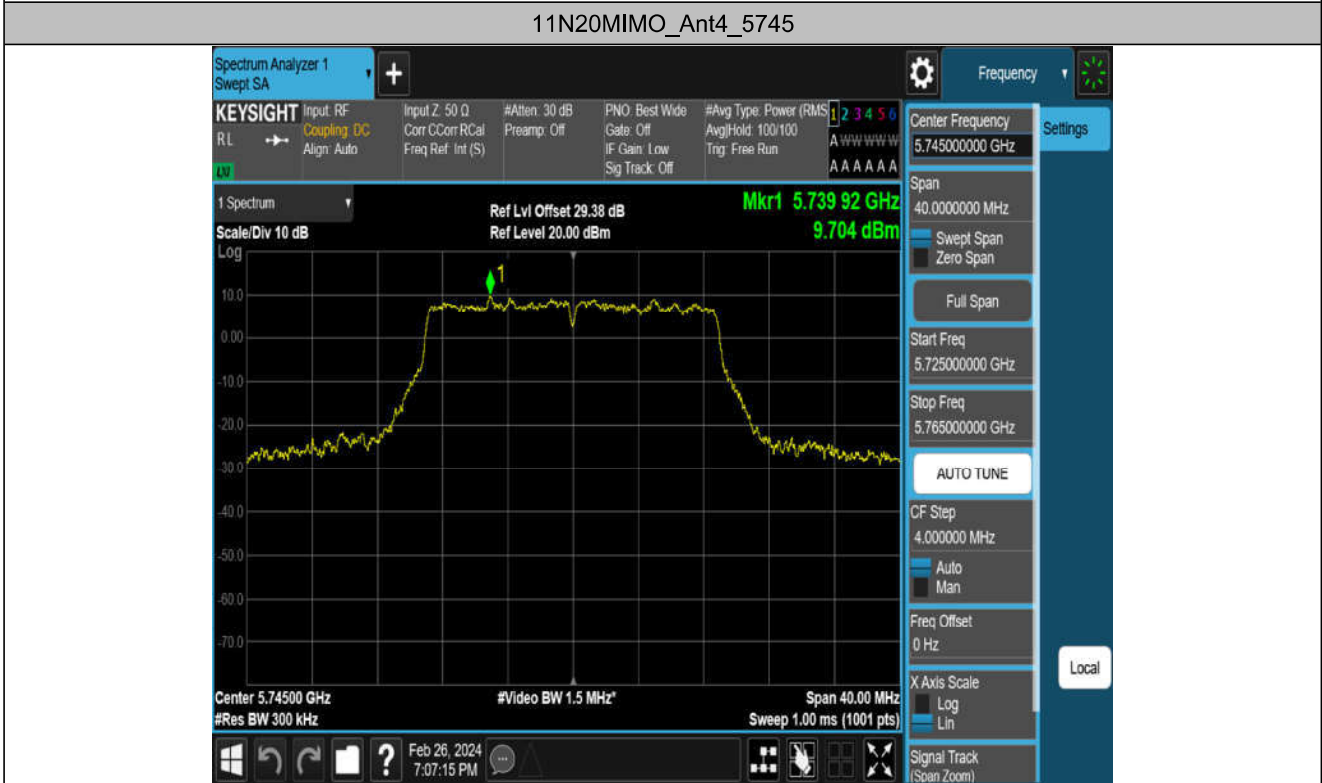 11N20MIMO_Ant4_5745
Spectrum Analyzer 1
Swept SA
+
Frequency
KEYSIGHT
RL
Input: RF
Coupling: DC
Align: Auto
Input Z: 50 Ω
Corr CCorr RCal
Freq Ref: Int (S)
#Atten: 30 dB
Preamp: Off
PNO: Best Wide
Gate: Off
IF Gain: Low
Sig Track: Off
#Avg Type: Power (RMS
Avg|Hold: 100/100
Trig: Free Run
1 2 3 4 5 6
A W W W W W
A A A A A A
1 Spectrum
Scale/Div 10 dB
Log
Ref Lvl Offset 29.38 dB
Ref Level 20.00 dBm
Mkr1 5.739 92 GHz
9.704 dBm
1
10.0
0.00
-10.0
-20.0
-30.0
-40.0
-50.0
-60.0
-70.0
Center 5.74500 GHz
#Res BW 300 kHz
#Video BW 1.5 MHz*
Span 40.00 MHz
Sweep 1.00 ms (1001 pts)
?
Feb 26, 2024
7:07:15 PM
Center Frequency
5.745000000 GHz
Settings
Span
40.0000000 MHz
Swept Span
Zero Span
Full Span
Start Freq
5.725000000 GHz
Stop Freq
5.765000000 GHz
AUTO TUNE
CF Step
4.000000 MHz
Auto
Man
Freq Offset
0 Hz
X Axis Scale
Log
Lin
Local
Signal Track
(Span Zoom)